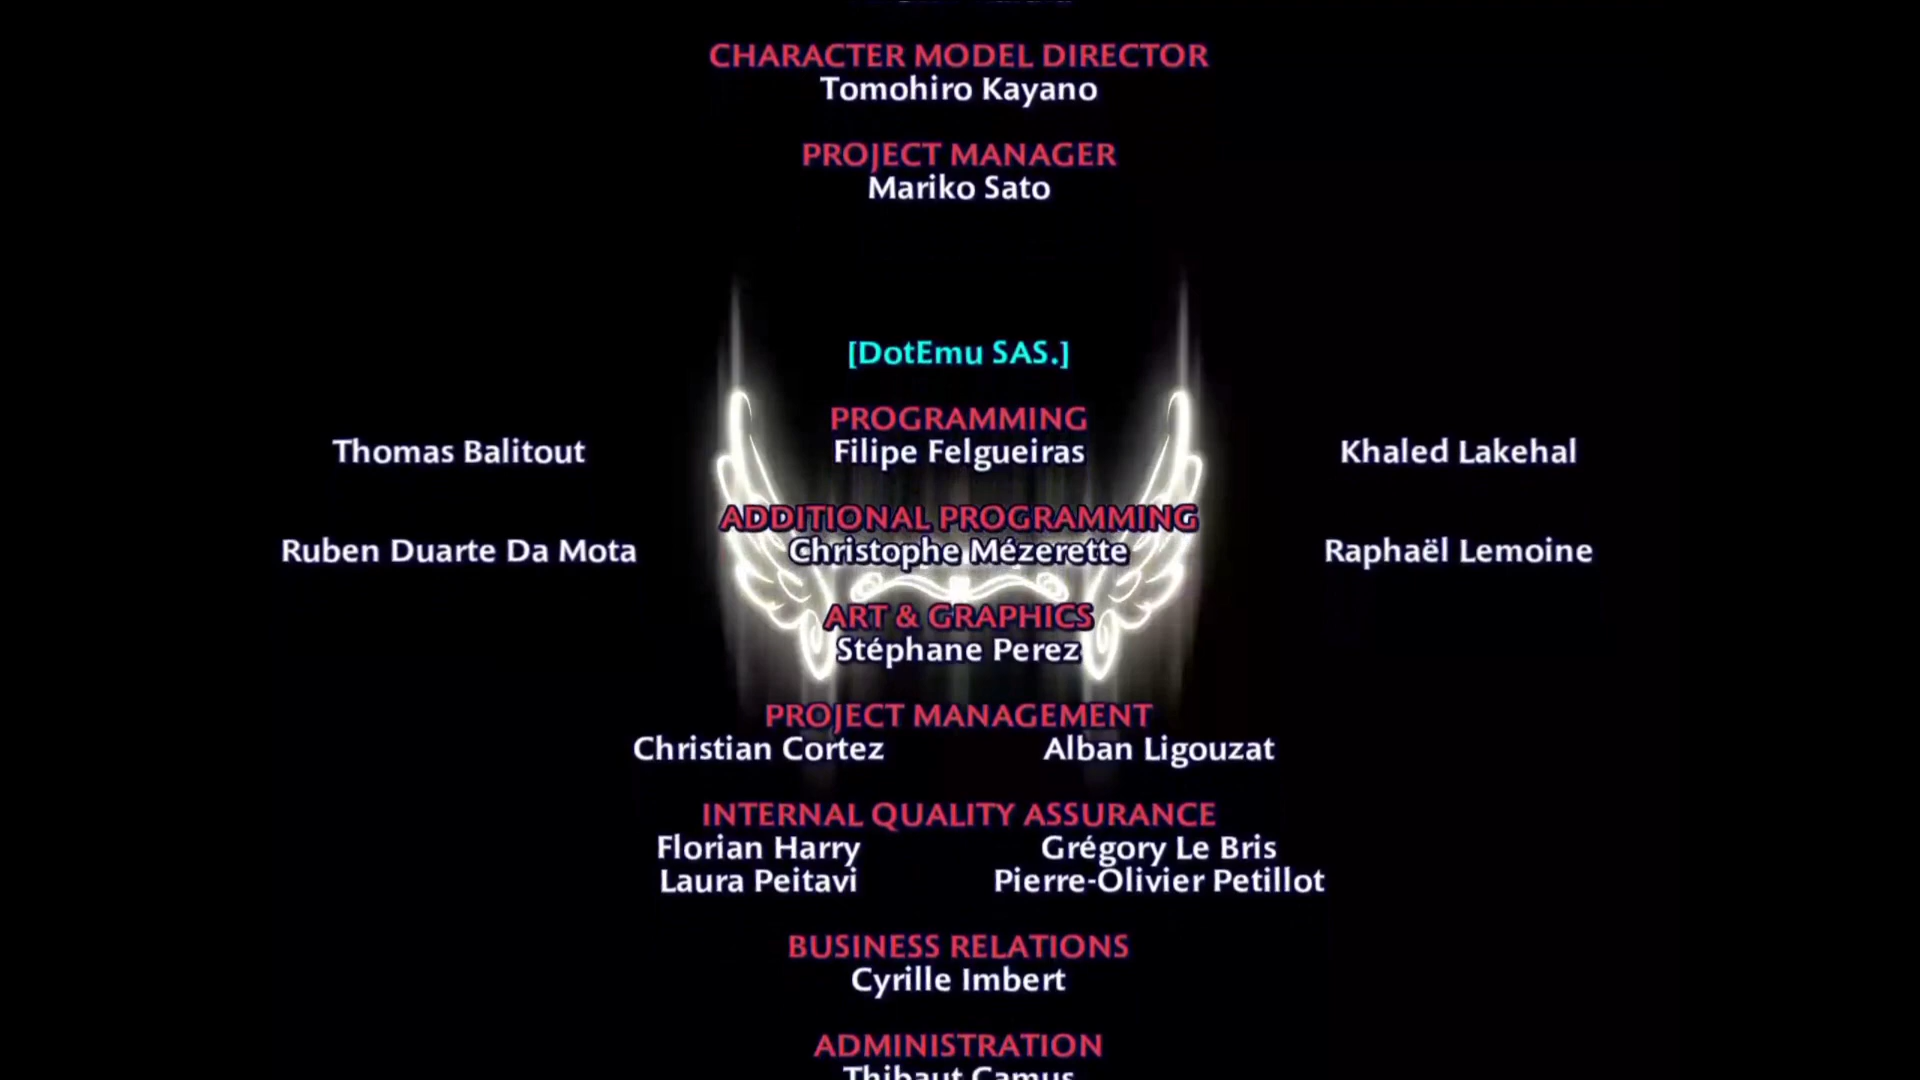 CHARACTER MODEL DIRECTOR
Tomohiro Kayano
PROJECT MANAGER
Mariko Sato
[DotEmu SAS.]
PROGRAMMING
Thomas Balitout Filipe Felgueiras Khaled Lakehal
ADDITIONAL PROGRAMMING
Ruben Duarte Da Mota Christophe Mézerette Raphaël Lemoine
ART & GRAPHICS
Stéphane Perez
PROJECT MANAGEMENT
Christian Cortez Alban Ligouzat
INTERNAL QUALITY ASSURANCE
Florian Harry Grégory Le Bris
Laura Peitavi Pierre-Olivier Petillot
BUSINESS RELATIONS
Cyrille Imbert
ADMINISTRATION
Thibaut Camus